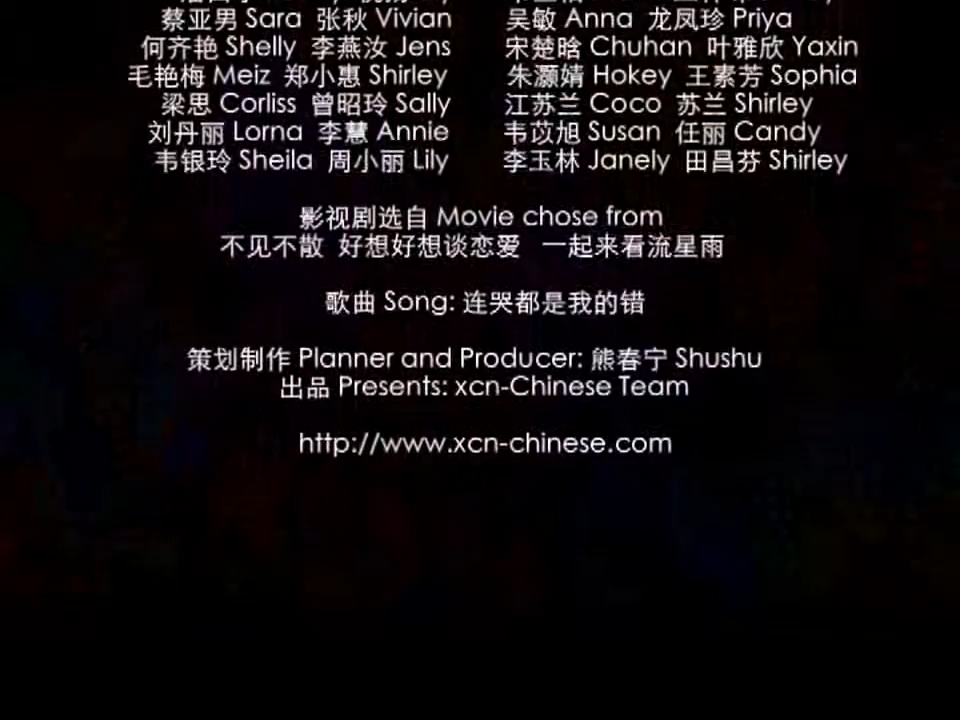 蔡亚男 Sara 张秋 Vivian 吴敏 Anna 龙凤珍 Priya
何齐艳 Shelly 李燕汝 Jens 宋楚晗 Chuhan 叶雅欣 Yaxin
毛艳梅 Meiz 郑小惠 Shirley 朱灏婧 Hokey 王素芳 Sophia
梁思 Corliss 曾昭玲 Sally 江苏兰 Coco 苏兰 Shirley
刘丹丽 Lorna 李慧 Annie 韦苡旭 Susan 任丽 Candy
韦银玲 Sheila 周小丽 Lily 李玉林 Janely 田昌芬 Shirley
影视剧选自 Movie chose from
不见不散 好想好想谈恋爱 一起来看流星雨
歌曲 Song: 连哭都是我的错
策划制作 Planner and Producer: 熊春宁 Shushu
出品 Presents: xcn-Chinese Team
http://www.xcn-chinese.com